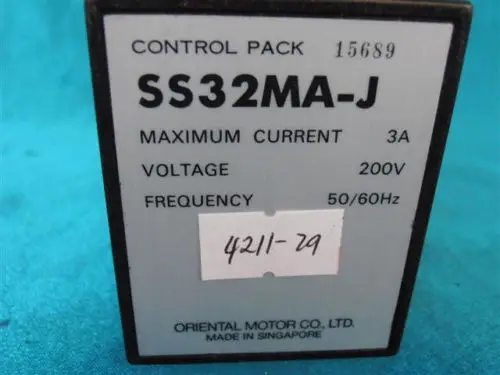 CONTROL PACK 15689
SS32MA-J
MAXIMUM CURRENT 3A
VOLTAGE 200V
FREQUENCY 50/60Hz
4211-29
ORIENTAL MOTOR CO., LTD.
MADE IN SINGAPORE